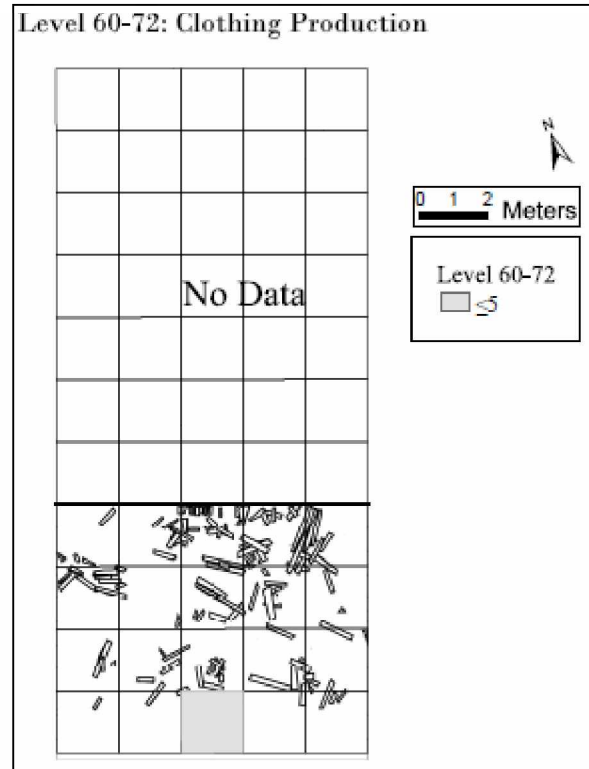 Level 60-72: Clothing Production
N
0 1 2 Meters
No Data
Level 60-72
≤5